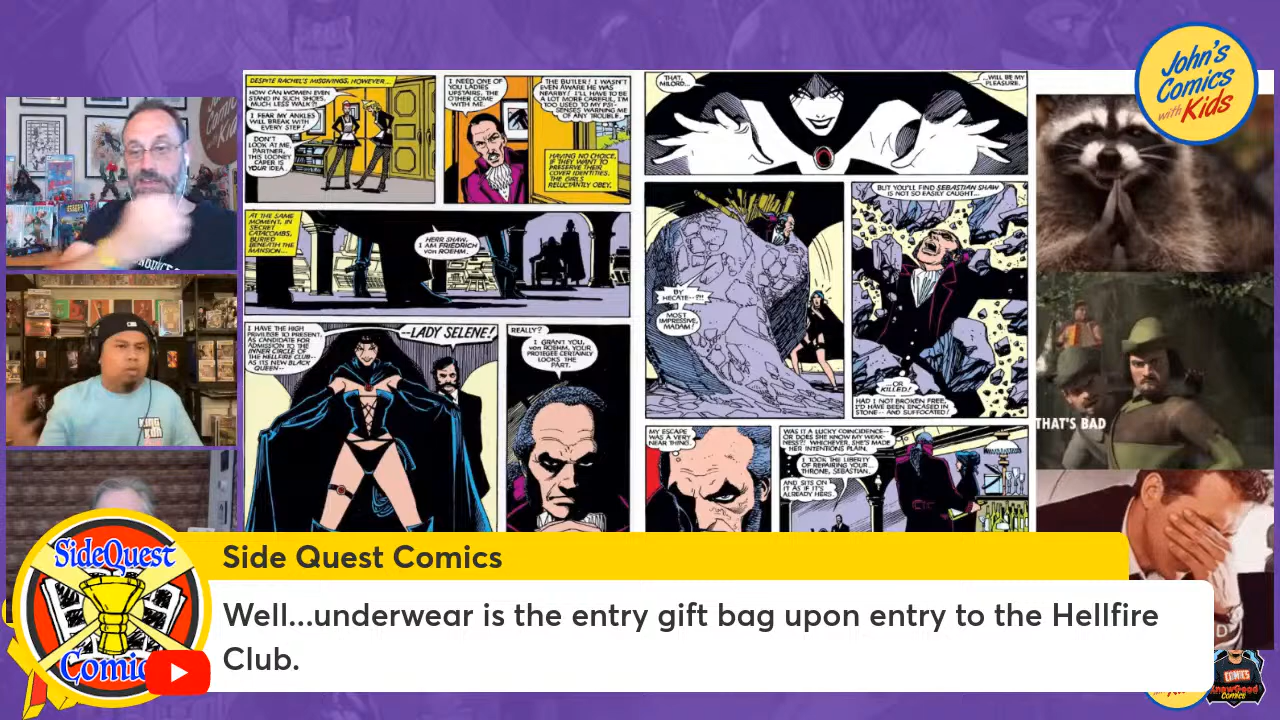 John's
Comics
with Kids
DESPITE RACHEL'S MISGIVINGS, HOWEVER...
HOW CAN WOMEN EVEN
STAND IN SUCH SHOES,
MUCH LESS WALK?!
I FEAR MY ANKLES
WILL BREAK WITH
EVERY STEP!
DON'T
LOOK AT ME,
PARTNER,
THIS LOONEY
CAPER IS
YOUR IDEA.
I NEED ONE OF
YOU LADIES
UPSTAIRS. THE
OTHER COME
WITH ME.
THE BUTLER! I WASN'T
EVEN AWARE HE WAS
NEARBY! I'LL HAVE TO BE
A LOT MORE CAREFUL, I'M
TOO USED TO MY PSI-
SENSES WARNING ME
OF ANY TROUBLE.
HAVING NO CHOICE,
IF THEY WANT TO
PRESERVE THEIR
COVER IDENTITIES,
THE GIRLS
RELUCTANTLY OBEY.
AT THE SAME
MOMENT, IN
SECRET
CATACOMBS,
BURIED
BENEATH THE
MANSION...
HERR SHAW,
I AM FRIEDRICH
VON ROEHM.
I HAVE THE HIGH
PRIVILEGE TO PRESENT,
AS CANDIDATE FOR
ADMISSION TO THE
INNER CIRCLE OF
THE HELLFIRE CLUB--
AS ITS NEW BLACK
QUEEN--
--LADY SELENE!
REALLY?
I GRANT YOU,
VON ROEHM, YOUR
PROTEGEE CERTAINLY
LOOKS THE
PART.
THAT,
MILORD...
...WILL BE MY
PLEASURE.
BY
HECATE--?!!
MOST
IMPRESSIVE,
MADAM!
BUT YOU'LL FIND SEBASTIAN SHAW
IS NOT SO EASILY CAUGHT...
...OR
KILLED!
HAD I NOT BROKEN FREE,
I'D HAVE BEEN ENCASED IN
STONE-- AND SUFFOCATED!
MY ESCAPE
WAS A VERY
NEAR THING.
WAS IT A LUCKY COINCIDENCE--
OR DOES SHE KNOW MY WEAK-
NESS?! WHICHEVER, SHE'S MADE
HER INTENTIONS PLAIN.
I TOOK THE LIBERTY
OF REPAIRING YOUR...
THRONE, SEBASTIAN.
AND SITS ON
IT AS IF IT'S
ALREADY HERS.
THAT'S BAD
KING
KON
SideQuest
Comic
Side Quest Comics
Well...underwear is the entry gift bag upon entry to the Hellfire
Club.
COMICS
KnowGood
COMICS